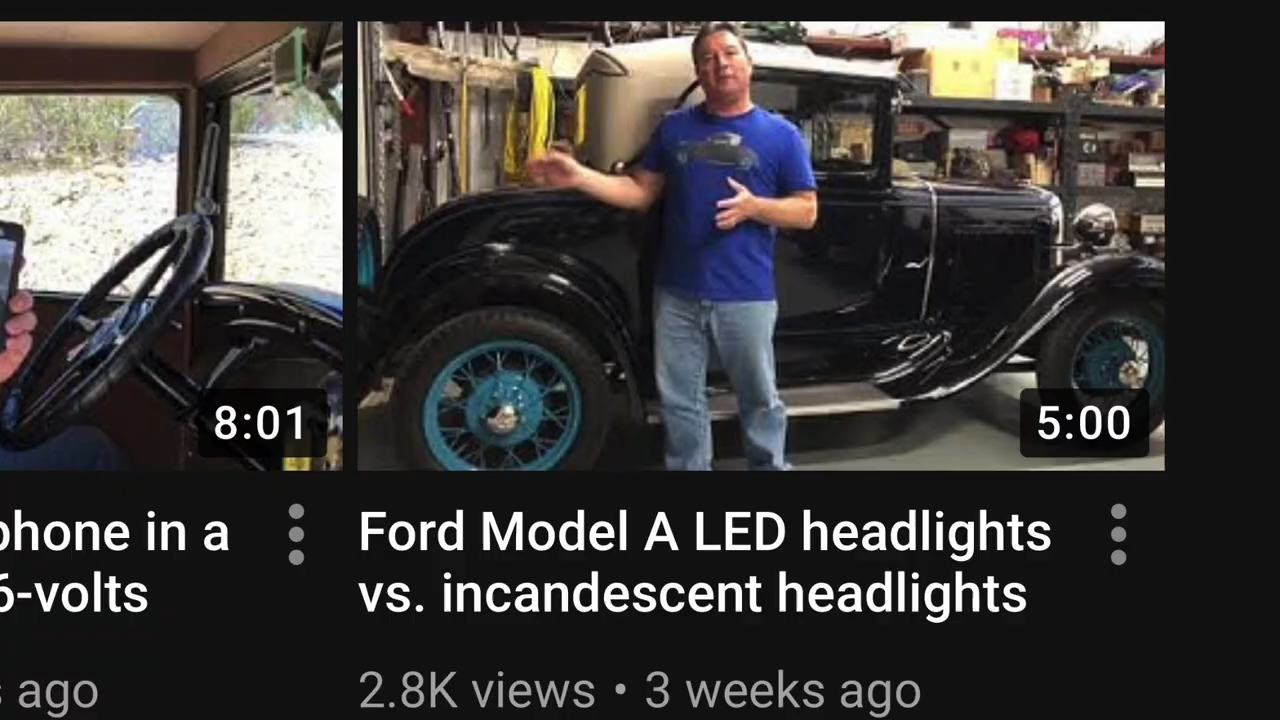 8:01
5:00
phone in a
6-volts
s ago
Ford Model A LED headlights
vs. incandescent headlights
2.8K views • 3 weeks ago